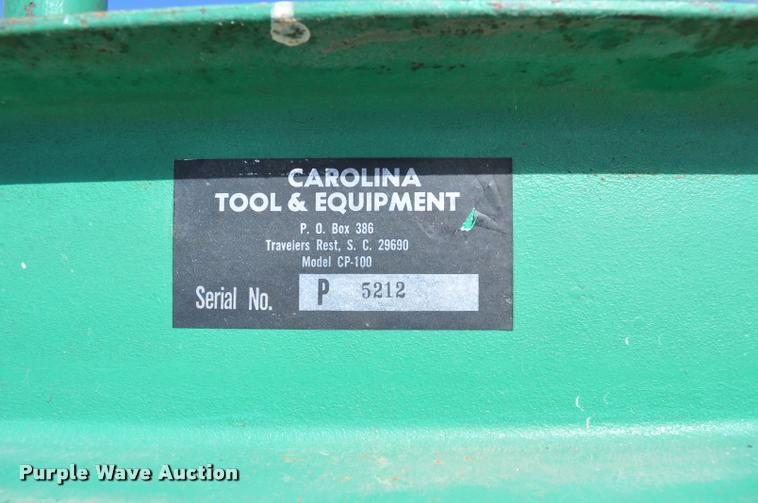 CAROLINA
TOOL & EQUIPMENT
P. O. Box 386
Travelers Rest, S. C. 29690
Model CP-100
Serial No. P 5212
Purple Wave Auction